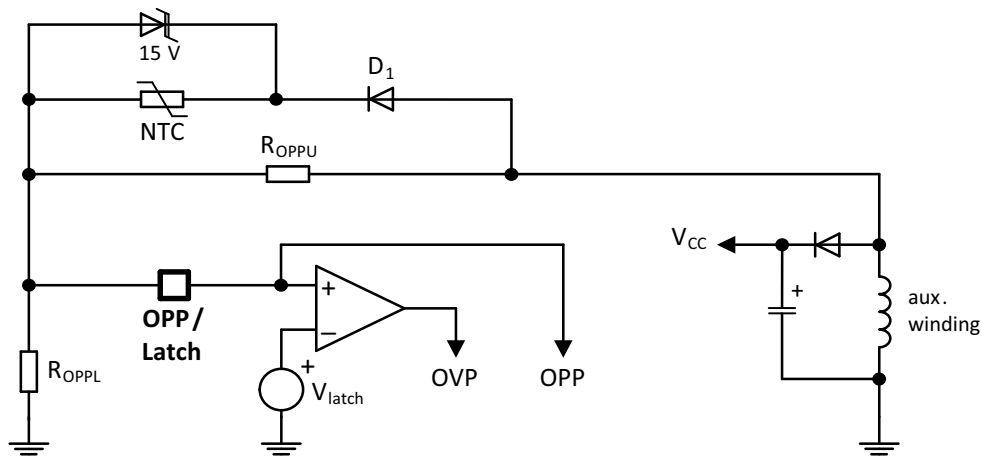 15 V
D1
NTC
ROPPU
VCC
+
aux.
winding
OPP/
Latch
+
−
ROPPL
+
Vlatch
OVP
OPP